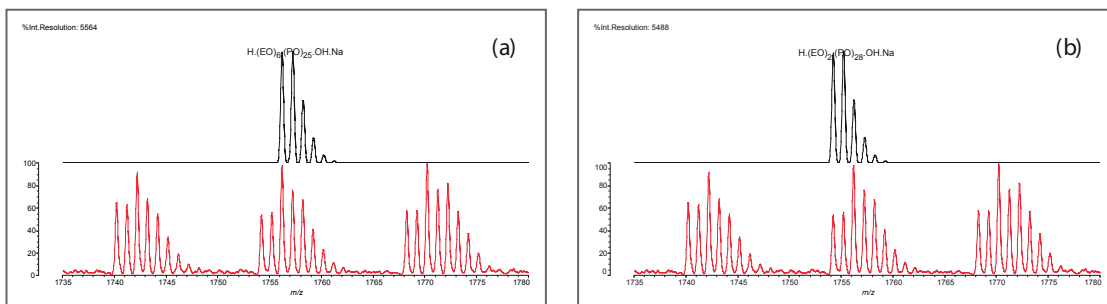 %Int.Resolution: 5564
(a)
H.(EO)6(PO)25.OH.Na
100
80
60
40
20
0
1735 1740 1745 1750 1755 1760 1765 1770 1775 1780
m/z
%Int.Resolution: 5488
(b)
H.(EO)2(PO)28.OH.Na
100
80
60
40
20
0
1735 1740 1745 1750 1755 1760 1765 1770 1775 1780
m/z